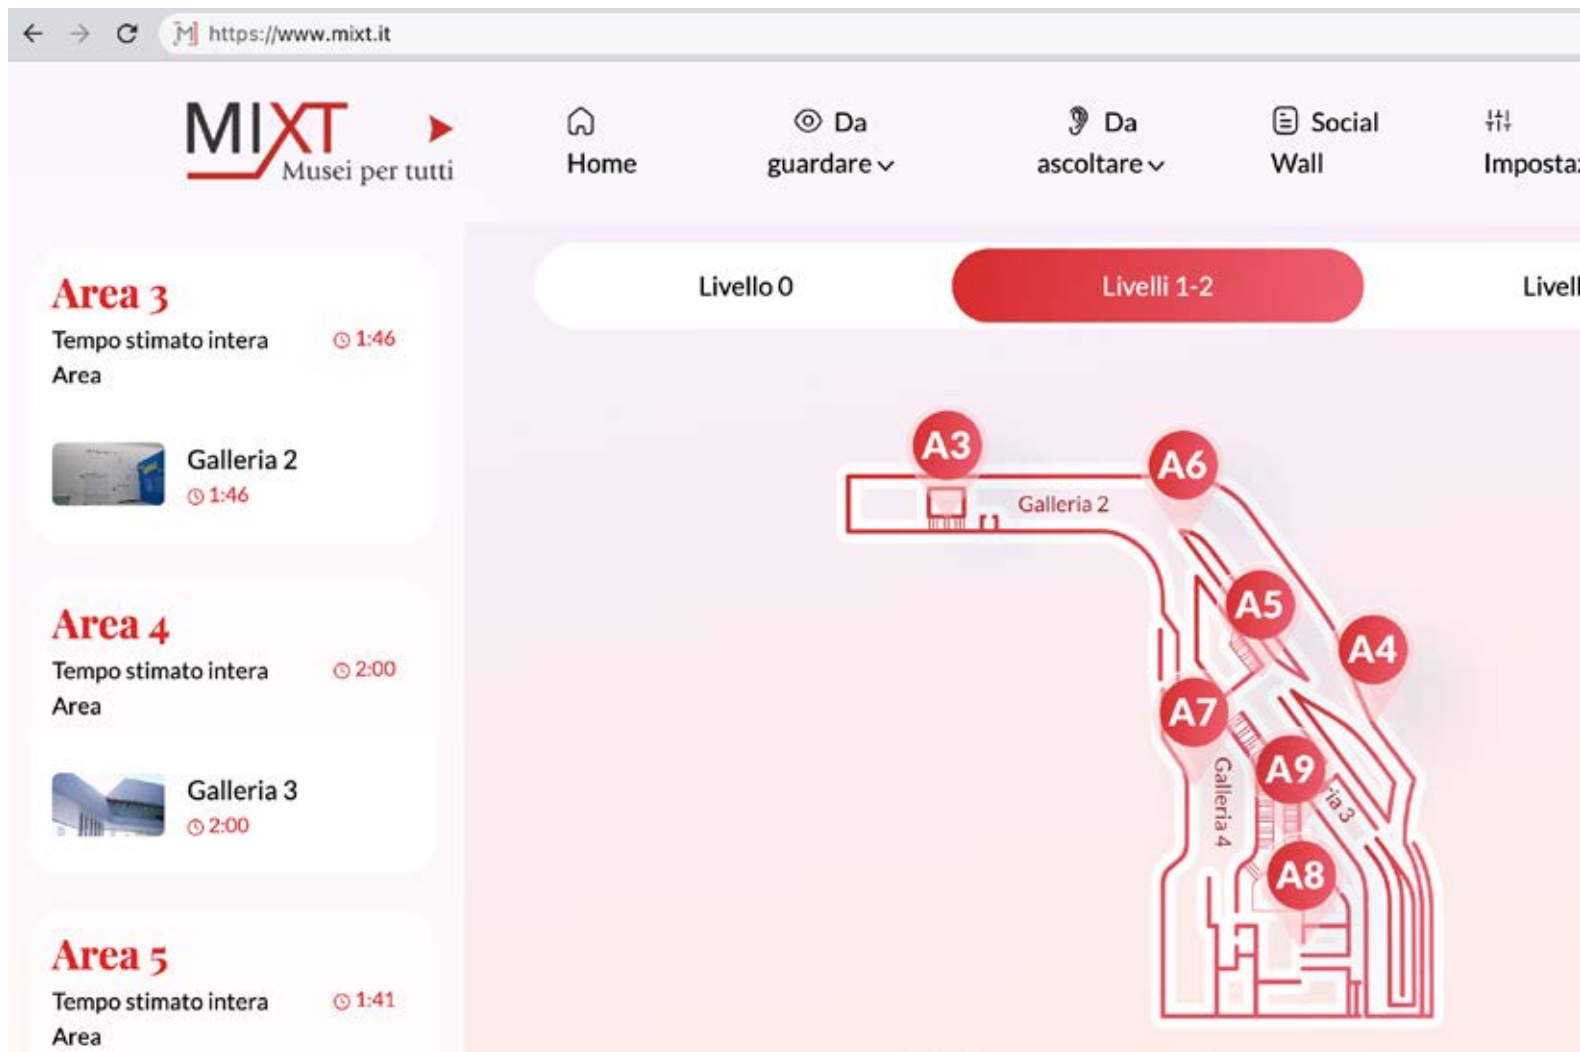 https://www.mixt.it
MIXT
Musei per tutti
Home
Da
guardare
Da
ascoltare
Social
Wall
Livello 0
Livelli 1-2
Area 3
Tempo stimato intera
Area
1:46
Galleria 2
1:46
Area 4
Tempo stimato intera
Area
2:00
Galleria 3
2:00
Area 5
Tempo stimato intera
Area
1:41
A3
A6
Galleria 2
A5
A4
A7
A9
Galleria 4
ria 3
A8